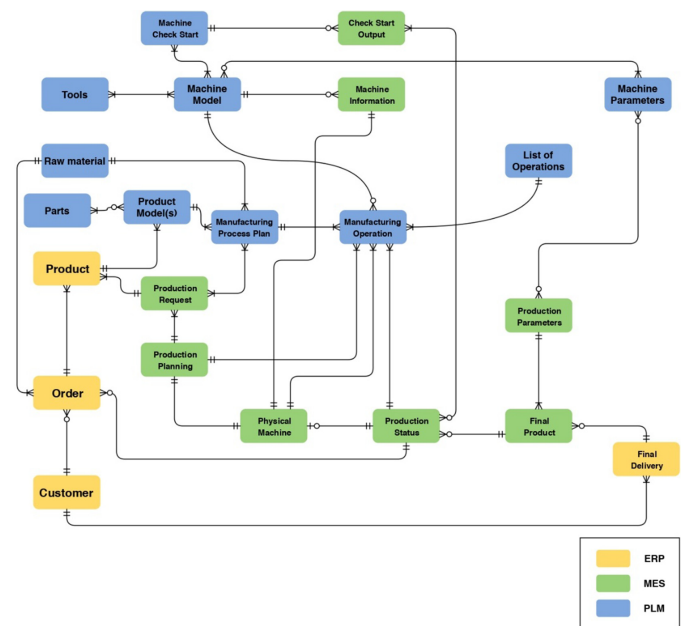 Machine
Check Start
Check Start
Output
Tools
Machine
Model
Machine
Information
Machine
Parameters
Raw material
List of
Operations
Parts
Product
Model(s)
Manufacturing
Process Plan
Manufacturing
Operation
Product
Production
Request
Production
Parameters
Production
Planning
Order
Physical
Machine
Production
Status
Final
Product
Final
Delivery
Customer
ERP
MES
PLM